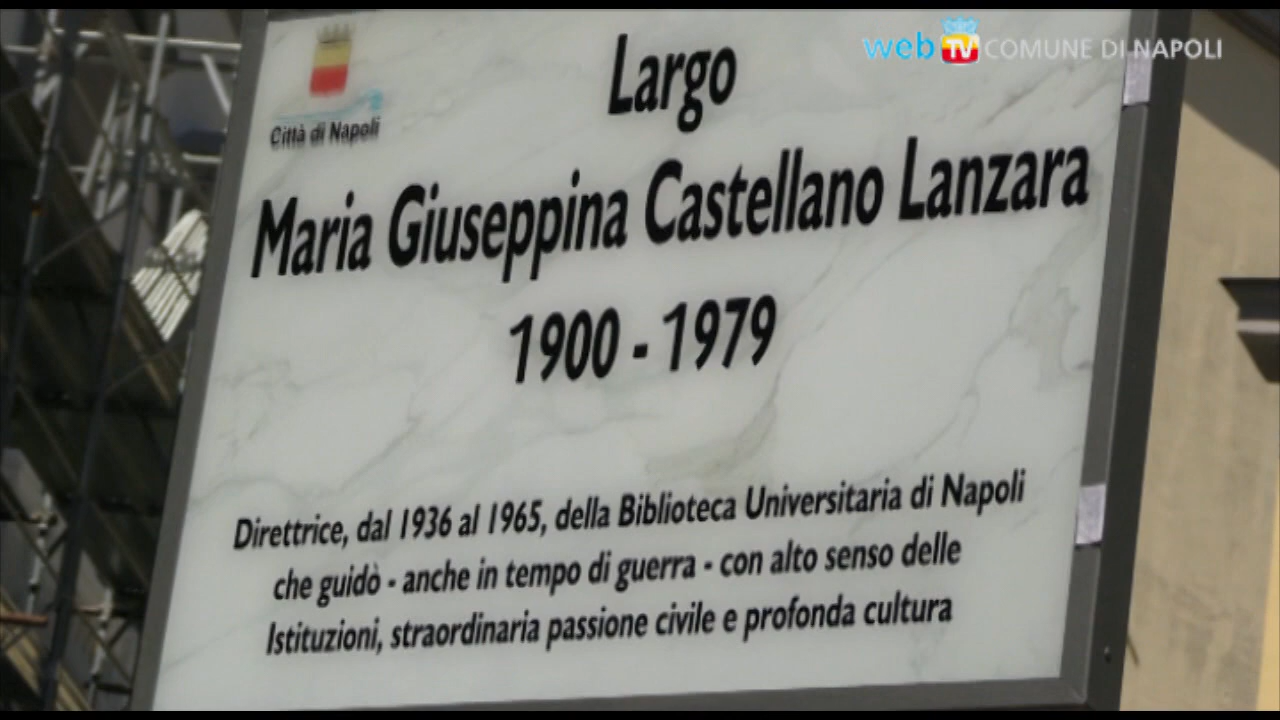 web TV COMUNE DI NAPOLI
Città di Napoli
Largo
Maria Giuseppina Castellano Lanzara
1900 - 1979
Direttrice, dal 1936 al 1965, della Biblioteca Universitaria di Napoli
che guidò - anche in tempo di guerra - con alto senso delle
Istituzioni, straordinaria passione civile e profonda cultura